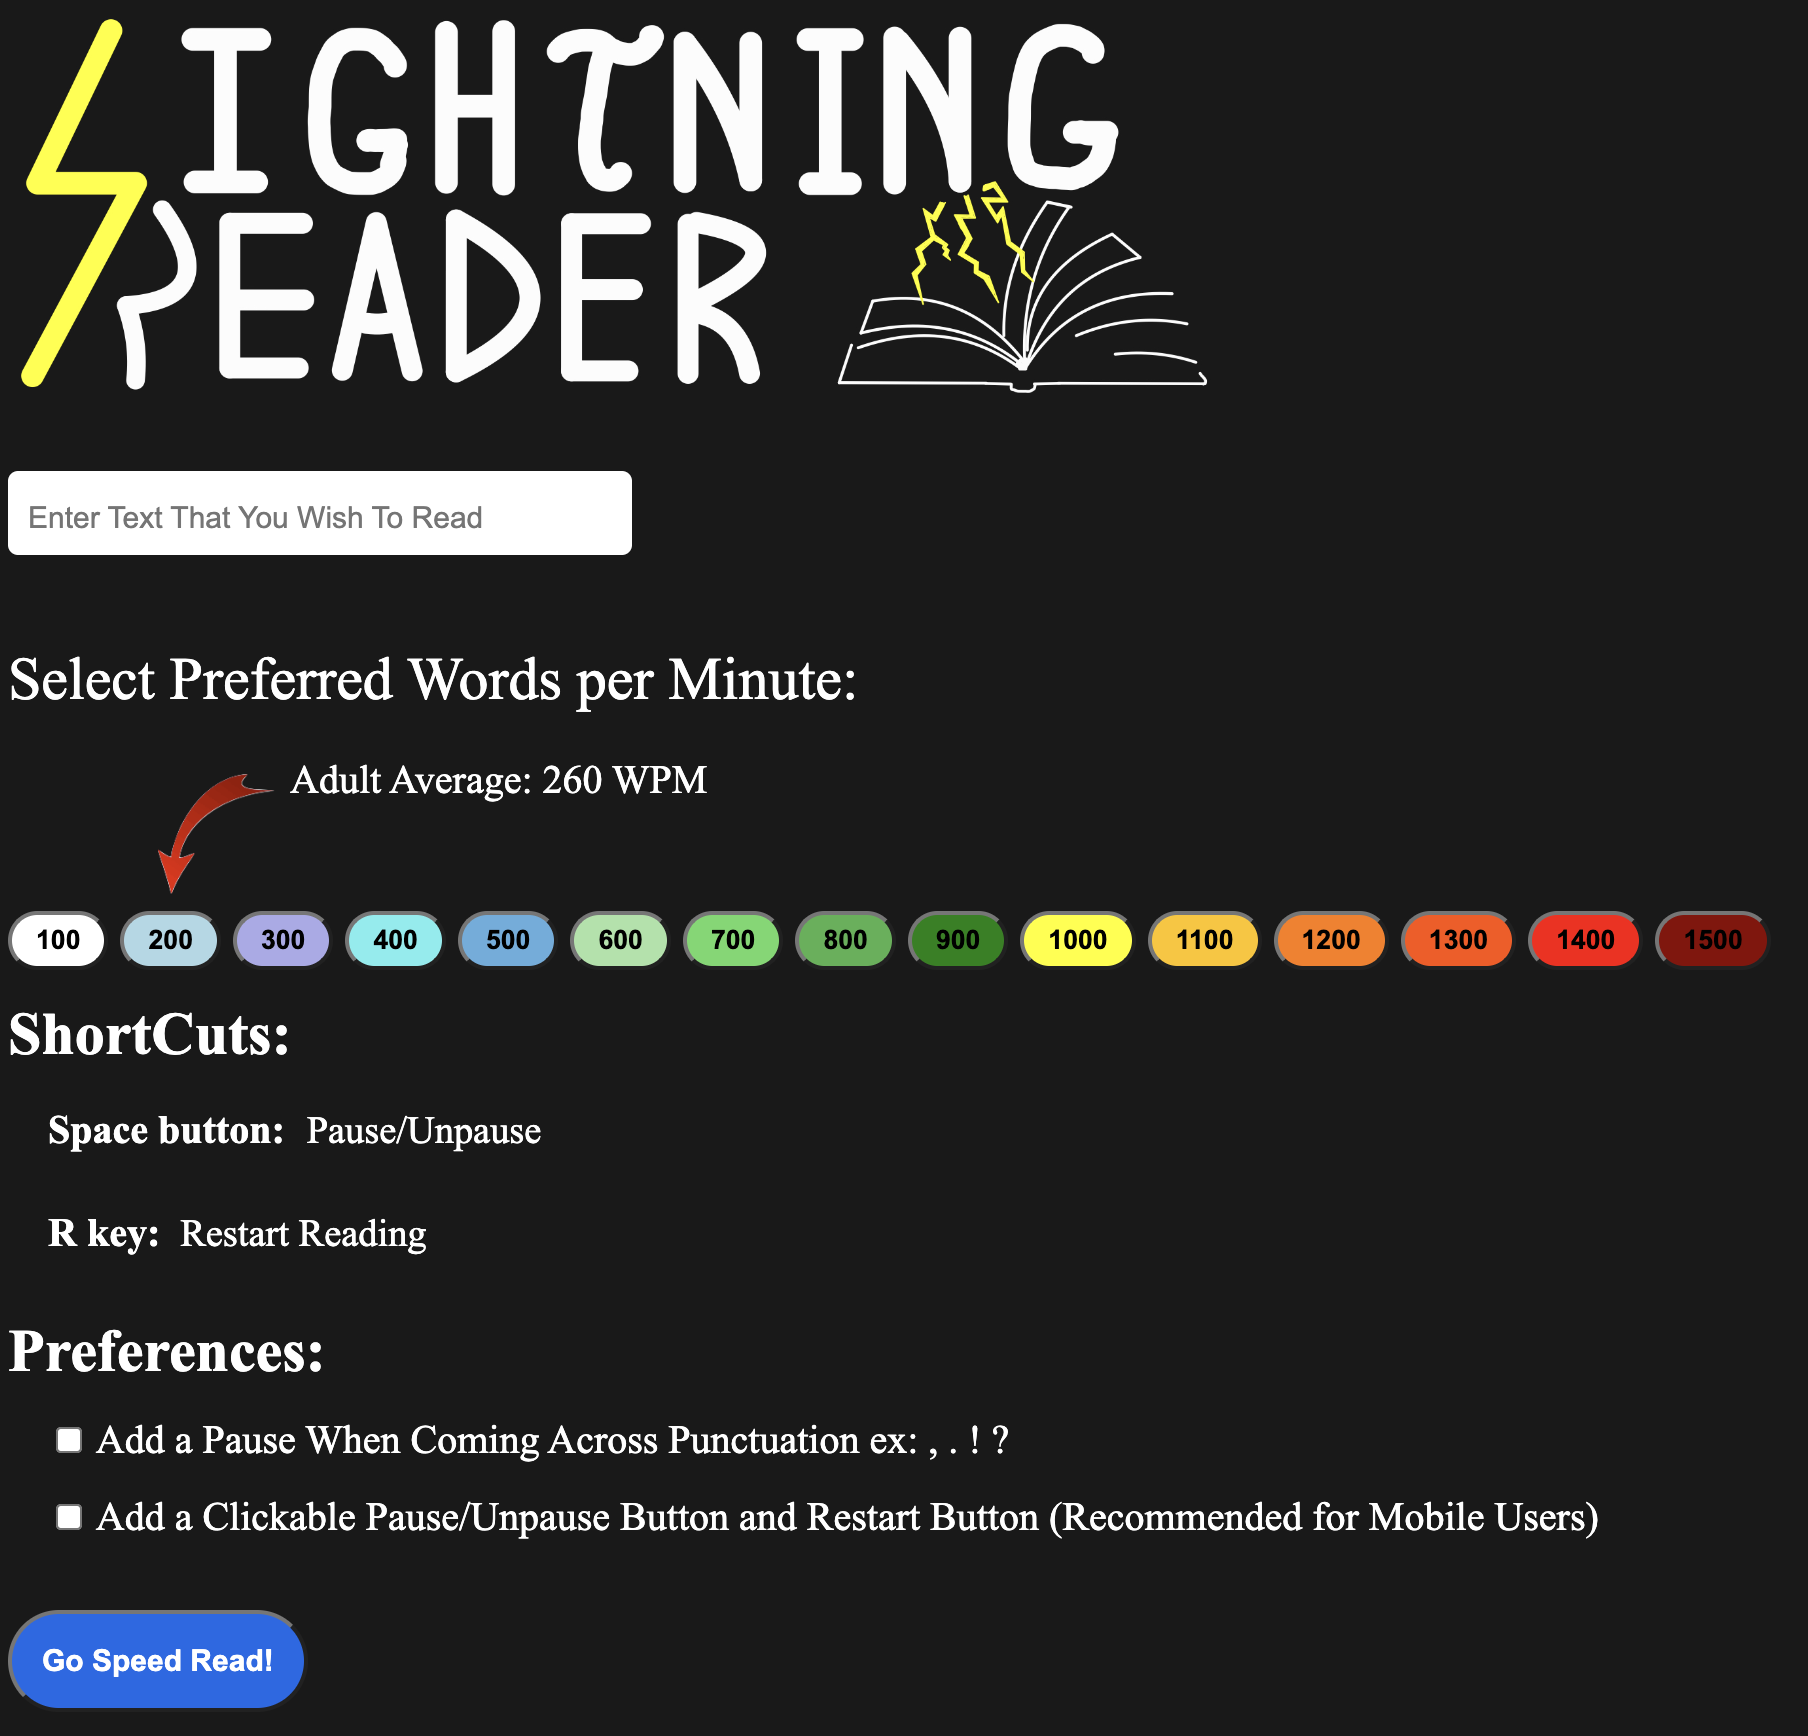 LIGHTNING
READER
Enter Text That You Wish To Read
Select Preferred Words per Minute:
Adult Average: 260 WPM
100 200 300 400 500 600 700 800 900 1000 1100 1200 1300 1400 1500
ShortCuts:
Space button: Pause/Unpause
R key: Restart Reading
Preferences:
Add a Pause When Coming Across Punctuation ex: , . ! ?
Add a Clickable Pause/Unpause Button and Restart Button (Recommended for Mobile Users)
Go Speed Read!